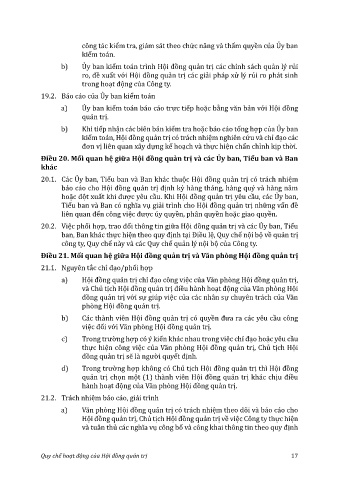 công tác kiểm tra, giám sát theo chức năng và thẩm quyền của Ủy ban
kiểm toán.
b) Ủy ban kiểm toán trình Hội đồng quản trị các chính sách quản lý rủi
ro, đề xuất với Hội đồng quản trị các giải pháp xử lý rủi ro phát sinh
trong hoạt động của Công ty.
19.2. Báo cáo của Ủy ban kiểm toán
a) Ủy ban kiểm toán báo cáo trực tiếp hoặc bằng văn bản với Hội đồng
quản trị.
b) Khi tiếp nhận các biên bản kiểm tra hoặc báo cáo tổng hợp của Ủy ban
kiểm toán, Hội đồng quản trị có trách nhiệm nghiên cứu và chỉ đạo các
đơn vị liên quan xây dựng kế hoạch và thực hiện chấn chỉnh kịp thời.
Điều 20. Mối quan hệ giữa Hội đồng quản trị và các Ủy ban, Tiểu ban và Ban
khác
20.1. Các Ủy ban, Tiểu ban và Ban khác thuộc Hội đồng quản trị có trách nhiệm
báo cáo cho Hội đồng quản trị định kỳ hàng tháng, hàng quý và hàng năm
hoặc đột xuất khi được yêu cầu. Khi Hội đồng quản trị yêu cầu, các Ủy ban,
Tiểu ban và Ban có nghĩa vụ giải trình cho Hội đồng quản trị những vấn đề
liên quan đến công việc được ủy quyền, phân quyền hoặc giao quyền.
20.2. Việc phối hợp, trao đổi thông tin giữa Hội đồng quản trị và các Ủy ban, Tiểu
ban, Ban khác thực hiện theo quy định tại Điều lệ, Quy chế nội bộ về quản trị
công ty, Quy chế này và các Quy chế quản lý nội bộ của Công ty.
Điều 21. Mối quan hệ giữa Hội đồng quản trị và Văn phòng Hội đồng quản trị
21.1. Nguyên tắc chỉ đạo/phối hợp
a) Hội đồng quản trị chỉ đạo công việc của Văn phòng Hội đồng quản trị,
và Chủ tịch Hội đồng quản trị điều hành hoạt động của Văn phòng Hội
đồng quản trị với sự giúp việc của các nhân sự chuyên trách của Văn
phòng Hội đồng quản trị.
b) Các thành viên Hội đồng quản trị có quyền đưa ra các yêu cầu công
việc đối với Văn phòng Hội đồng quản trị.
c) Trong trường hợp có ý kiến khác nhau trong việc chỉ đạo hoặc yêu cầu
thực hiện công việc của Văn phòng Hội đồng quản trị, Chủ tịch Hội
đồng quản trị sẽ là người quyết định.
d) Trong trường hợp không có Chủ tịch Hội đồng quản trị thì Hội đồng
quản trị chọn một (1) thành viên Hội đồng quản trị khác chịu điều
hành hoạt động của Văn phòng Hội đồng quản trị.
21.2. Trách nhiệm báo cáo, giải trình
a) Văn phòng Hội đồng quản trị có trách nhiệm theo dõi và báo cáo cho
Hội đồng quản trị, Chủ tịch Hội đồng quản trị về việc Công ty thực hiện
và tuân thủ các nghĩa vụ công bố và công khai thông tin theo quy định
Quy chế hoạt động của Hội đồng quản trị 17